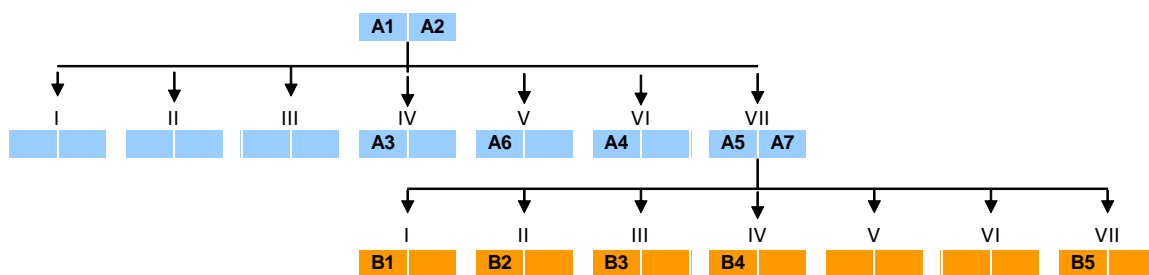 A1 A2
I II III IV V VI VII
A3 A6 A4 A5 A7
I II III IV V VI VII
B1 B2 B3 B4 B5